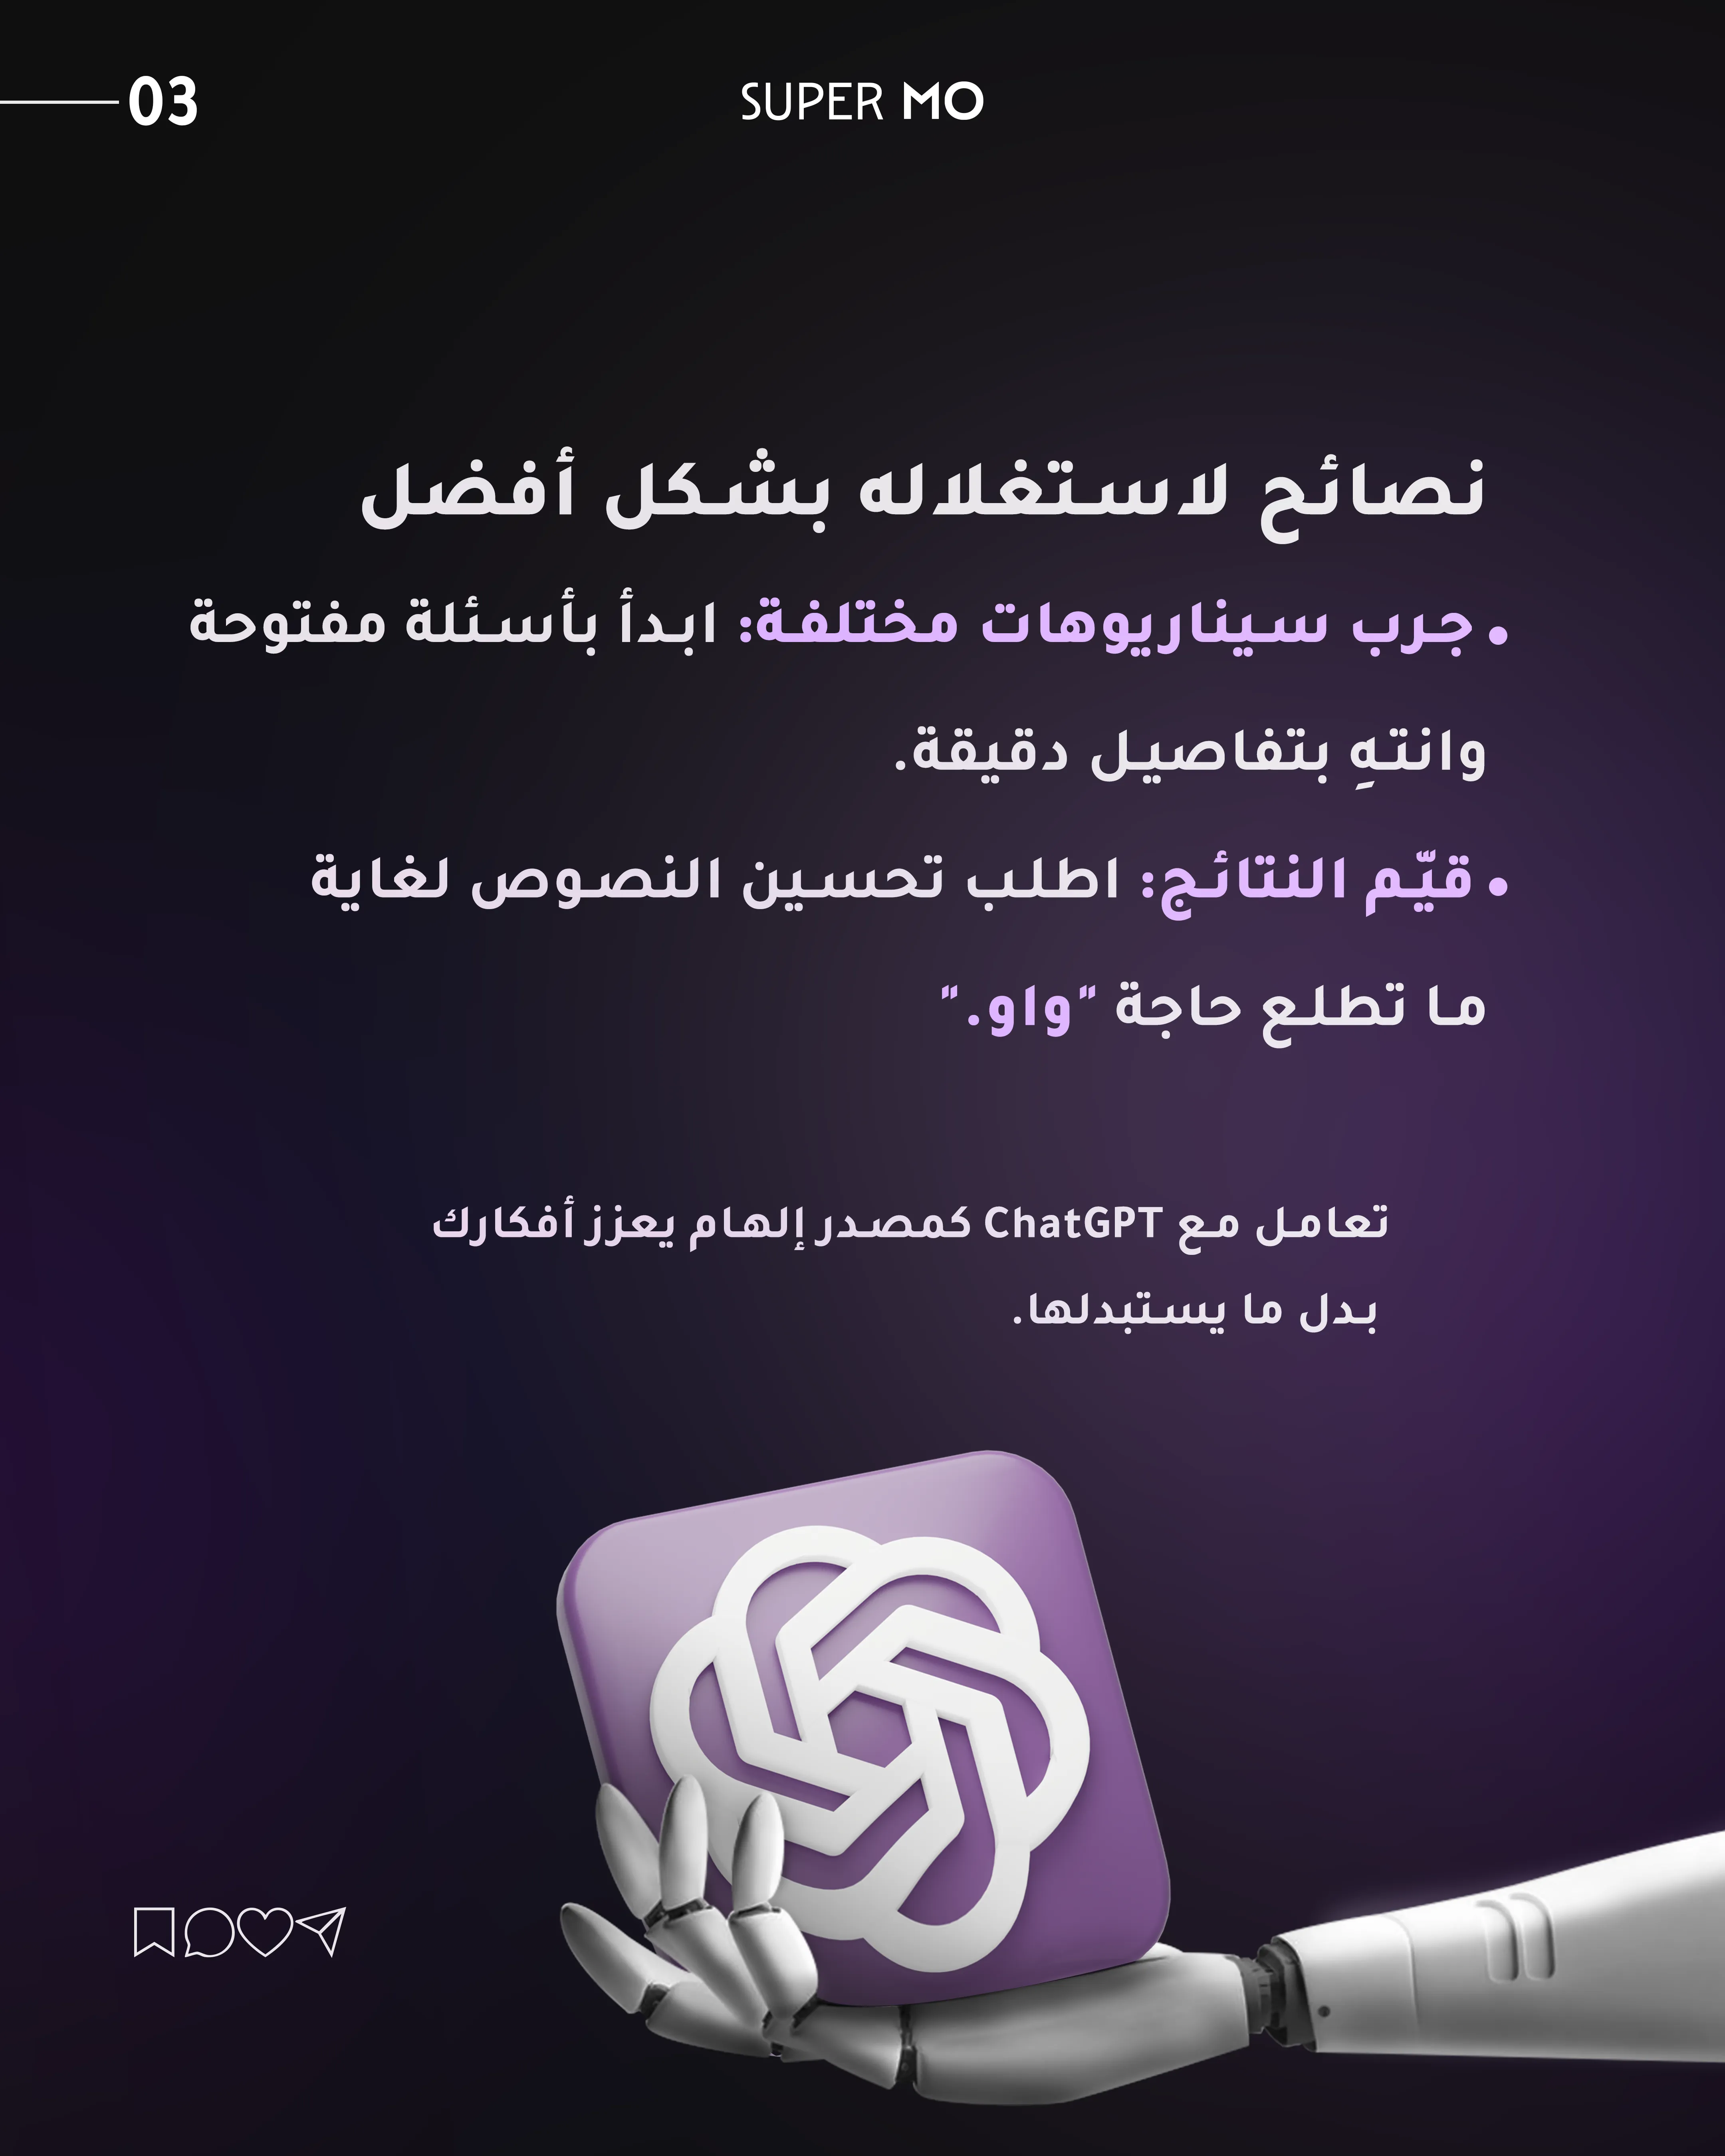 03
SUPER MO
نصائح لاستغلاله بشكل أفضل
• جرب سيناريوهات مختلفة: ابدأ بأسئلة مفتوحة
وانتهِ بتفاصيل دقيقة.
• قيّم النتائج: اطلب تحسين النصوص لغاية
ما تطلع حاجة "واو."
تعامل مع ChatGPT كمصدر إلهام يعزز أفكارك
بدل ما يستبدلها.